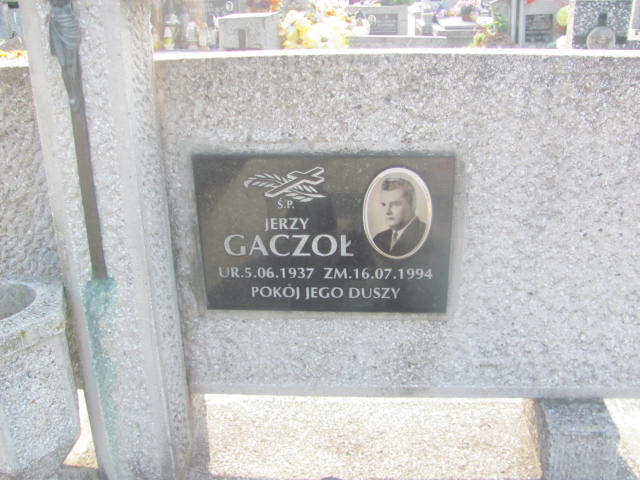 Ś.P.
JERZY
GACZOŁ
UR.5.06.1937 ZM.16.07.1994
POKÓJ JEGO DUSZY